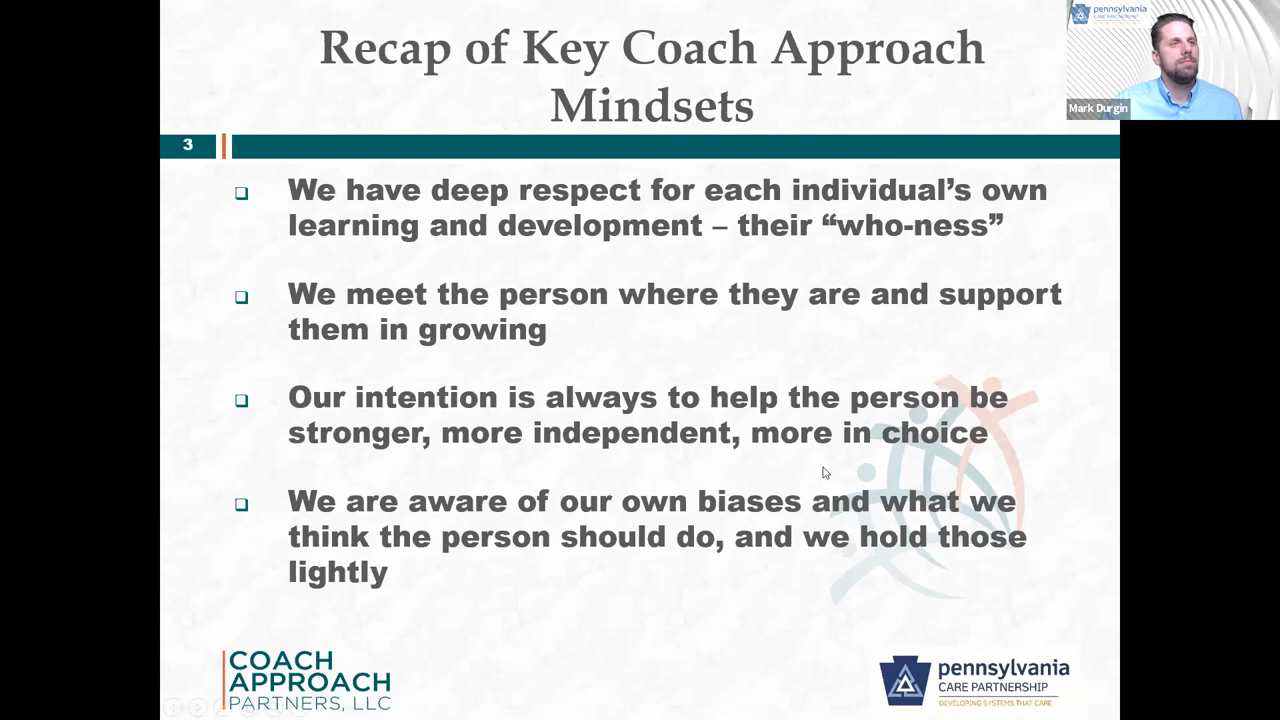 Recap of Key Coach Approach
Mindsets
pennsylvania
CARE PARTNERSHIP
Mark Durgin
3
We have deep respect for each individual’s own
learning and development – their “who-ness”
We meet the person where they are and support
them in growing
Our intention is always to help the person be
stronger, more independent, more in choice
We are aware of our own biases and what we
think the person should do, and we hold those
lightly
COACH
APPROACH
PARTNERS, LLC
pennsylvania
CARE PARTNERSHIP
DEVELOPING SYSTEMS THAT CARE